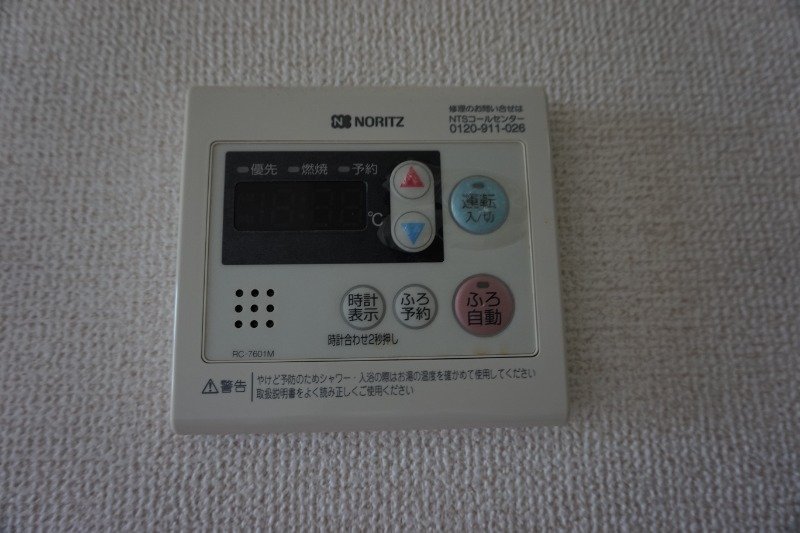 NORITZ
修理のお問い合せは
NTSコールセンター
0120-911-026
優先 燃焼 予約
℃
運転
入/切
時計
表示
ふろ
予約
ふろ
自動
時計合わせ2秒押し
RC-7601M
警告
やけど予防のためシャワー・入浴の際はお湯の温度を確かめて使用してください
取扱説明書をよく読み正しくご使用ください